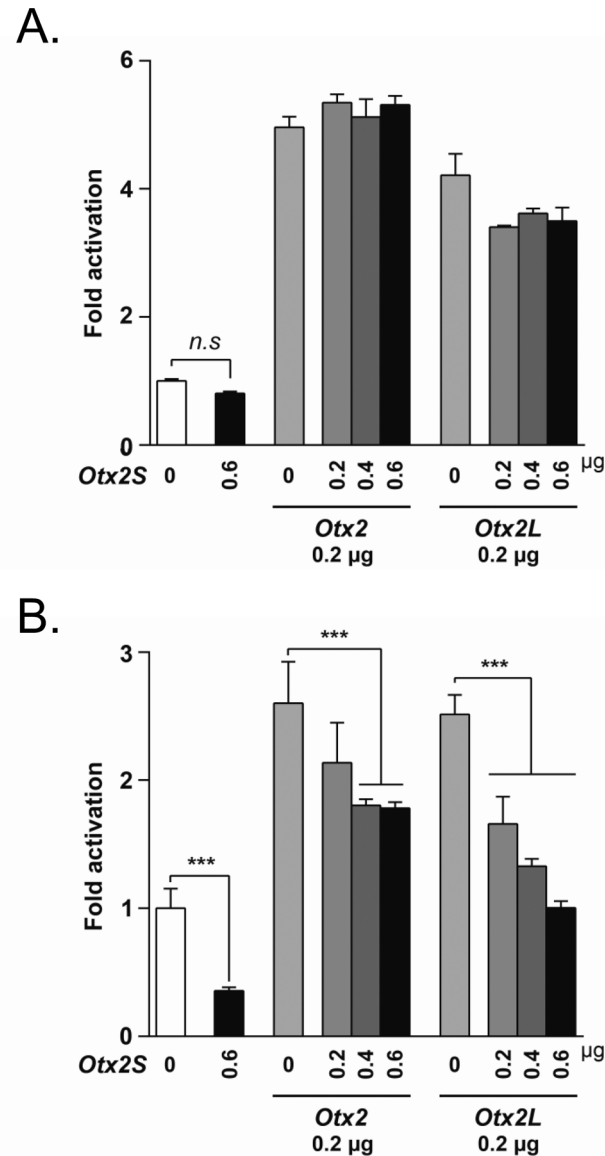 A.
Fold activation
6
4
2
0
n.s
Otx2S 0 0.6 0 0.2 0.4 0.6 0 0.2 0.4 0.6 µg
Otx2 Otx2L
0.2 µg 0.2 µg
B.
Fold activation
3
2
1
0
***
***
***
Otx2S 0 0.6 0 0.2 0.4 0.6 0 0.2 0.4 0.6 µg
Otx2 Otx2L
0.2 µg 0.2 µg